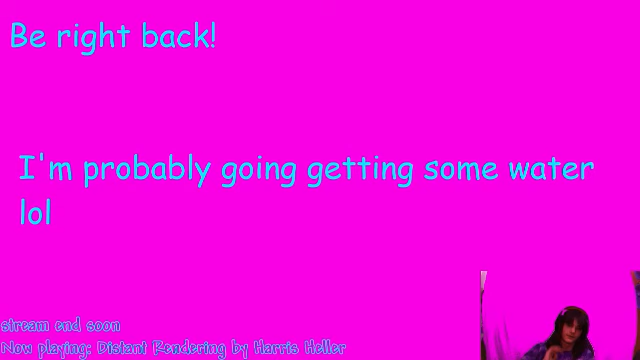 Be right back!
I'm probably going getting some water
lol
stream end soon
Now playing: Distant Rendering by Harris Heller